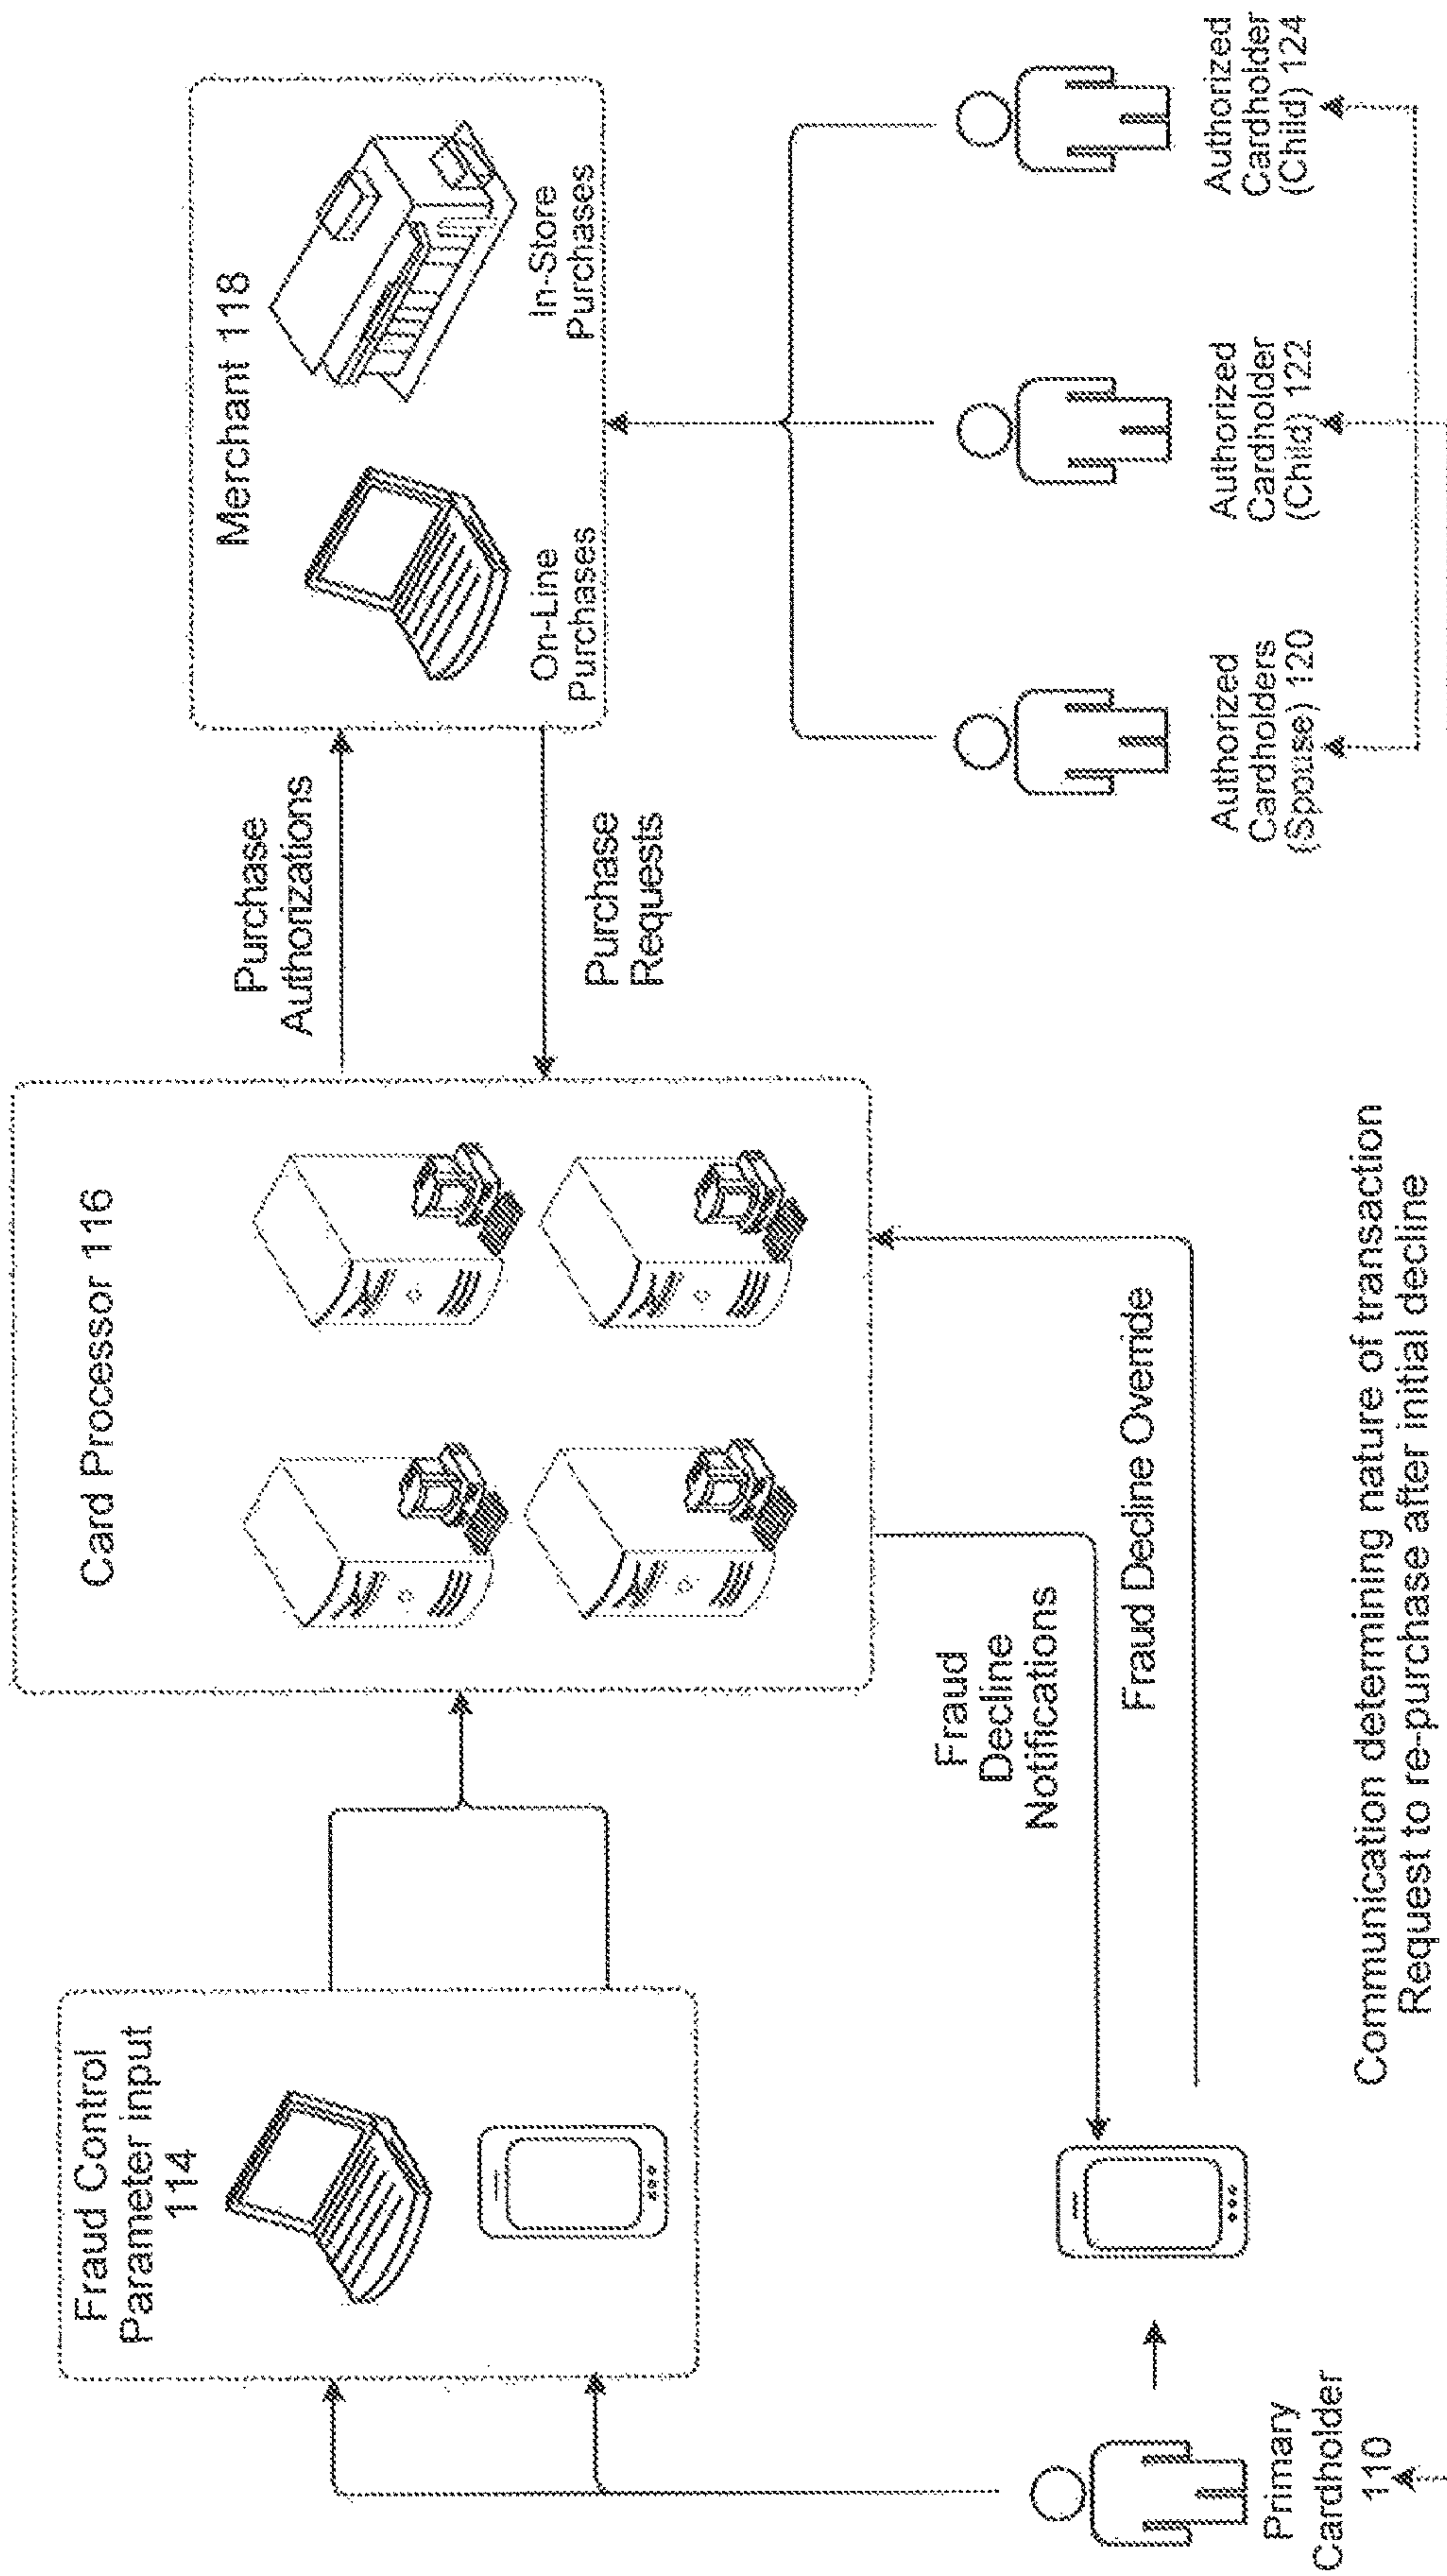 Fraud Control
Parameter input
114
Card Processor 116
Merchant 118
On-Line
Purchases
In-Store
Purchases
Purchase
Authorizations
Purchase
Requests
Fraud
Decline
Notifications
Fraud Decline Override
Primary
Cardholder
110
Authorized
Cardholders
(Spouse) 120
Authorized
Cardholder
(Child) 122
Authorized
Cardholder
(Child) 124
Communication determining nature of transaction
Request to re-purchase after initial decline